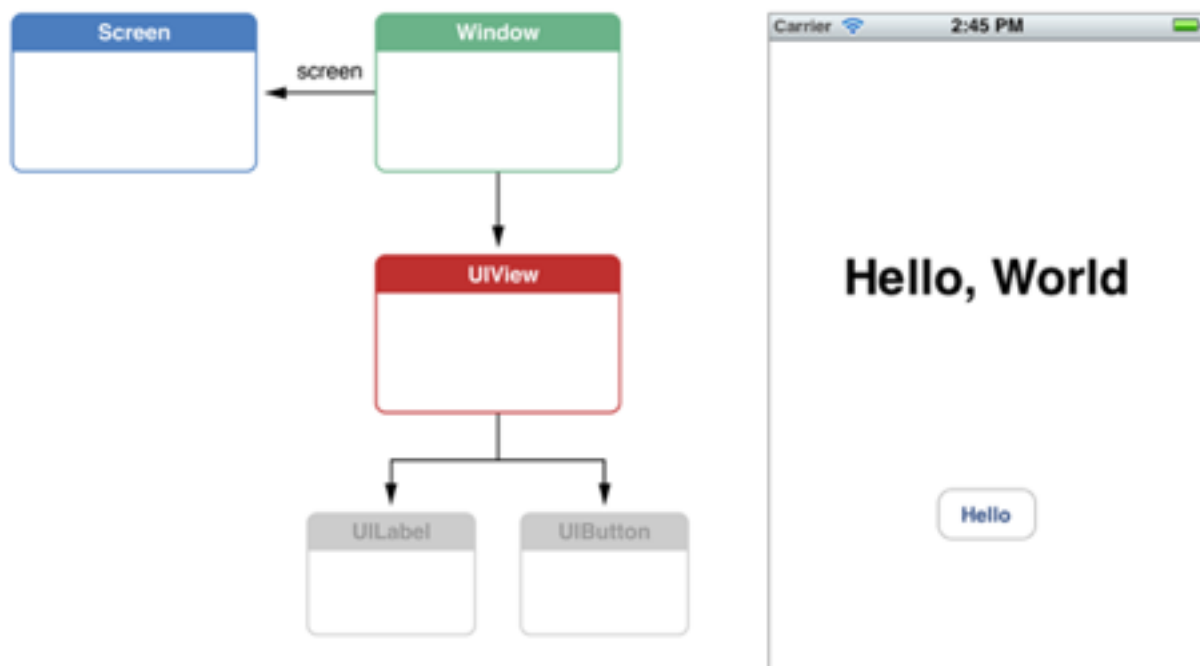 Screen
Window
screen
UIView
UILabel
UIButton
Carrier 2:45 PM
Hello, World
Hello